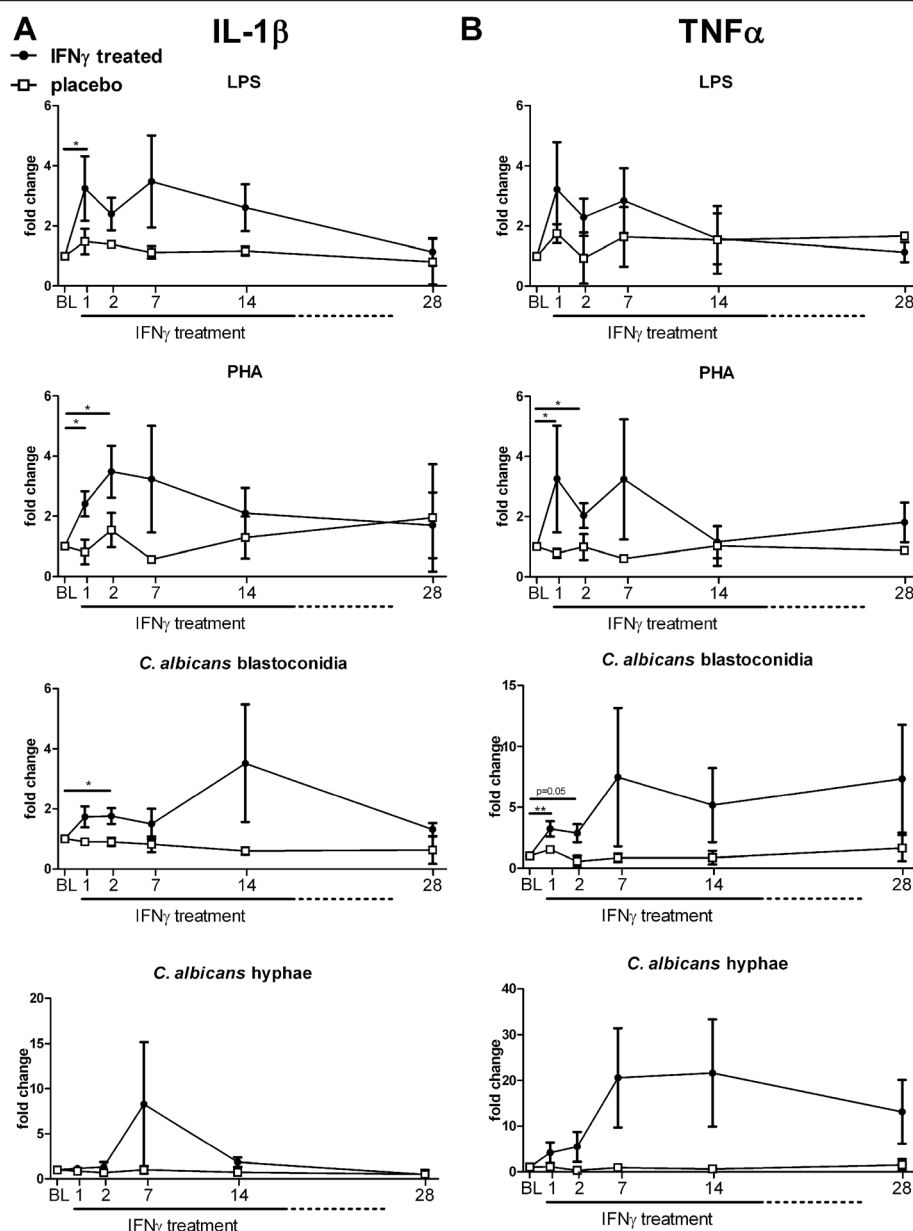 A IL-1β
IFNγ treated
placebo
LPS
fold change
6
4
2
0
*
BL 1 2 7 14 28
IFNγ treatment
PHA
fold change
6
4
2
0
*
*
BL 1 2 7 14 28
IFNγ treatment
C. albicans blastoconidia
fold change
6
4
2
0
*
BL 1 2 7 14 28
IFNγ treatment
C. albicans hyphae
fold change
20
15
10
5
0
BL 1 2 7 14 28
IFNγ treatment
B TNFα
LPS
fold change
6
4
2
0
BL 1 2 7 14 28
IFNγ treatment
PHA
fold change
6
4
2
0
*
*
BL 1 2 7 14 28
IFNγ treatment
C. albicans blastoconidia
fold change
15
10
5
0
p=0.05
**
BL 1 2 7 14 28
IFNγ treatment
C. albicans hyphae
fold change
40
30
20
10
0
BL 1 2 7 14 28
IFNγ treatment